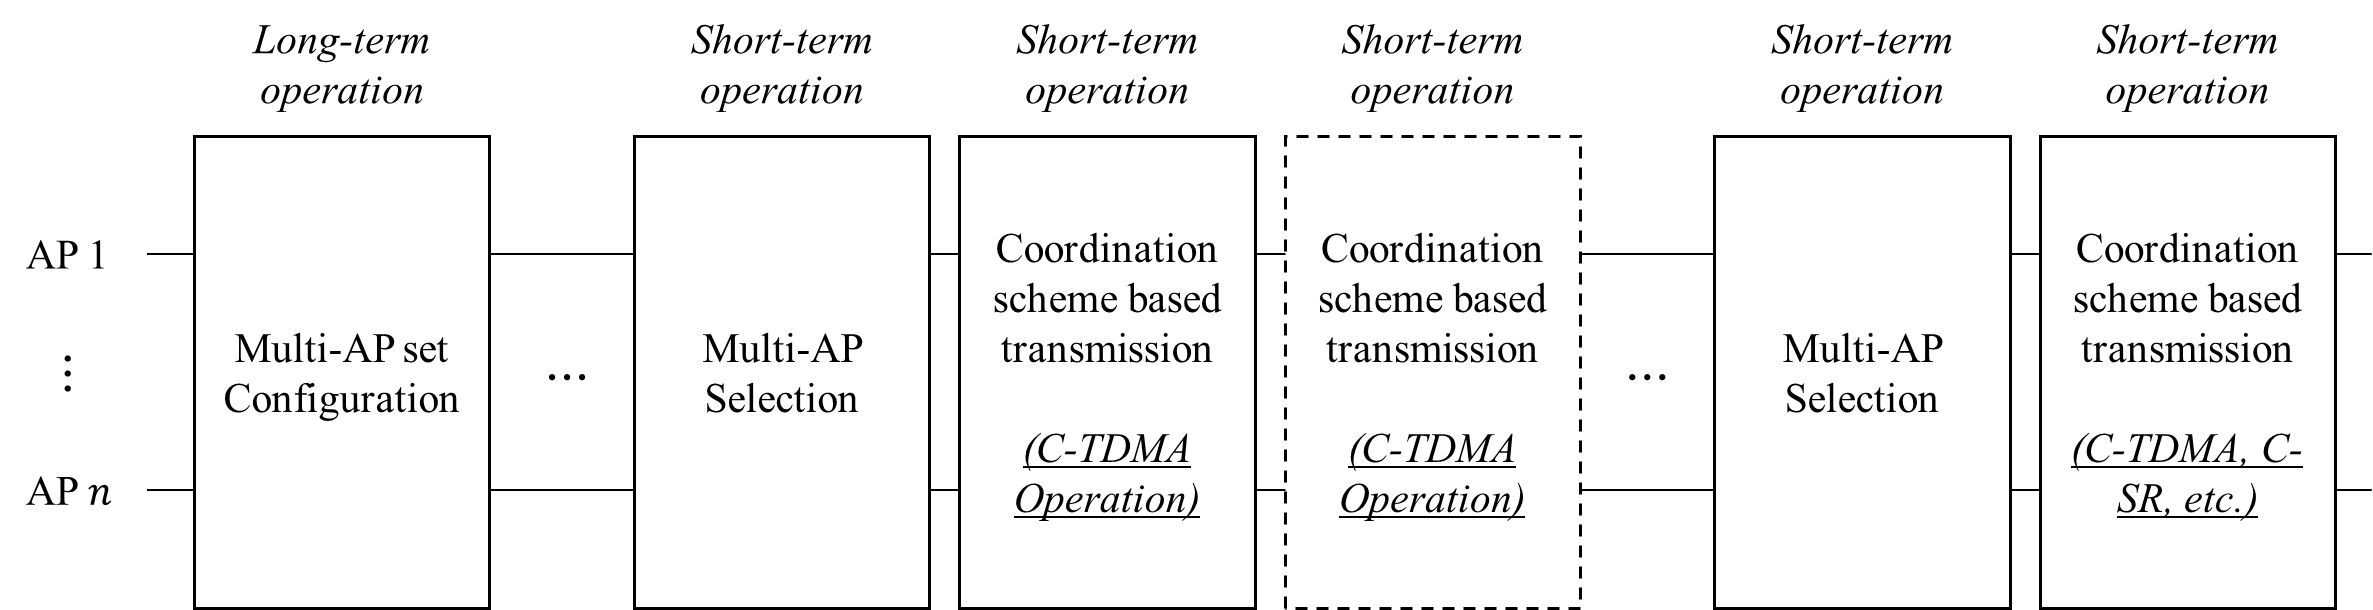 Long-term
operation
Short-term
operation
Short-term
operation
Short-term
operation
Short-term
operation
Short-term
operation
AP 1
⋮
AP n
Multi-AP set
Configuration
...
Multi-AP
Selection
Coordination
scheme based
transmission
(C-TDMA
Operation)
Coordination
scheme based
transmission
(C-TDMA
Operation)
...
Multi-AP
Selection
Coordination
scheme based
transmission
(C-TDMA, C-
SR, etc.)